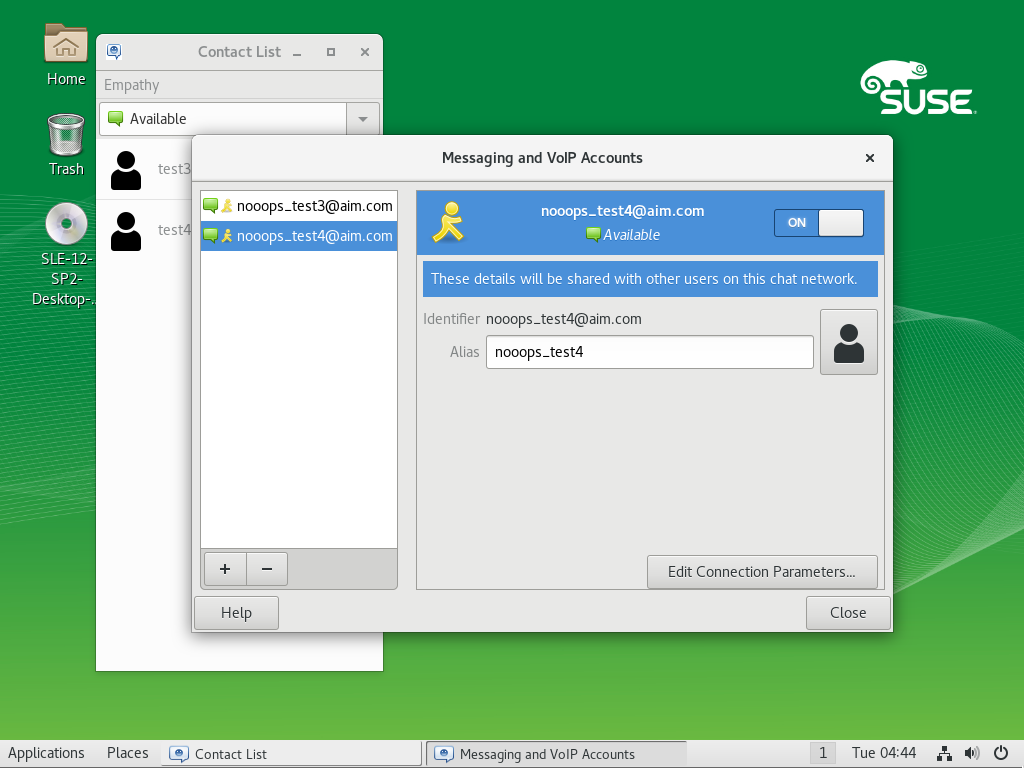 Home
Trash
SLE-12-
SP2-
Desktop-...
SUSE
Contact List
Empathy
Available
test3
test4
Messaging and VoIP Accounts
nooops_test3@aim.com
nooops_test4@aim.com
nooops_test4@aim.com
Available
ON
These details will be shared with other users on this chat network.
Identifier nooops_test4@aim.com
Alias nooops_test4
+ −
Edit Connection Parameters...
Help Close
Applications Places Contact List Messaging and VoIP Accounts 1 Tue 04:44